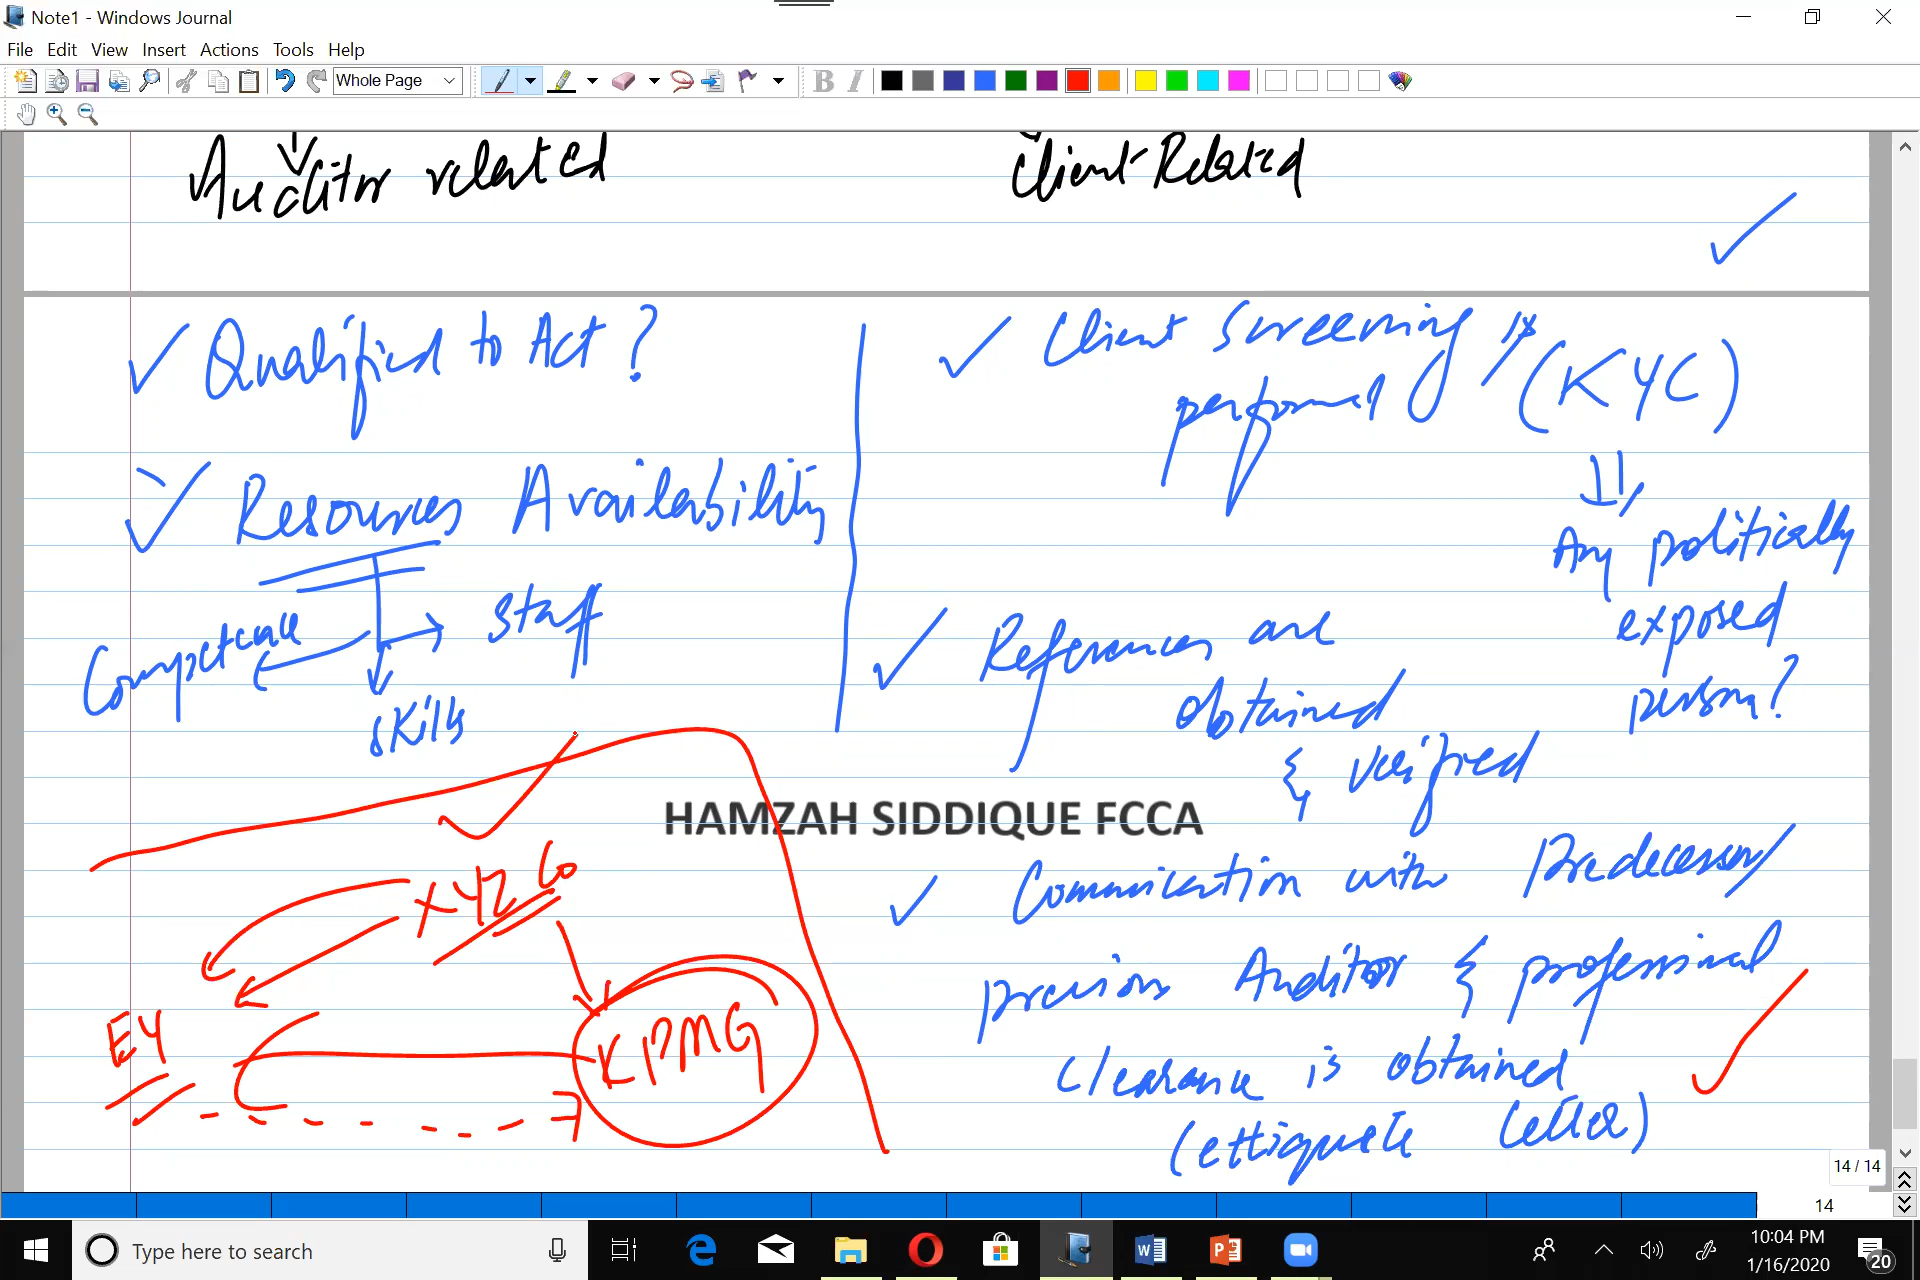 Note1 - Windows Journal
File Edit View Insert Actions Tools Help
Whole Page
B I
Auditor related
Client Related
Qualified to Act?
Resources Availability
Competence
Staff
Skills
Client Screening is
performed
(KYC)
Any politically
exposed
person?
References are
obtained
& verified
HAMZAH SIDDIQUE FCCA
Communication with Predecessor/
previous Auditor & professional
clearance is obtained
(ettiquete letter)
XYZ Co
EY
KPMG
14 / 14
14
Type here to search
10:04 PM
1/16/2020
20